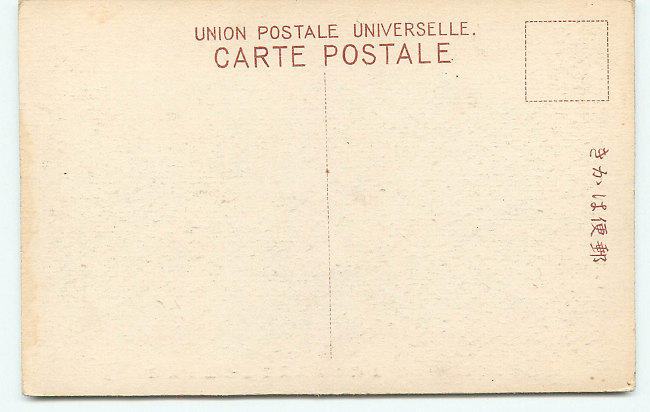 UNION POSTALE UNIVERSELLE.
CARTE POSTALE
きかは便郵